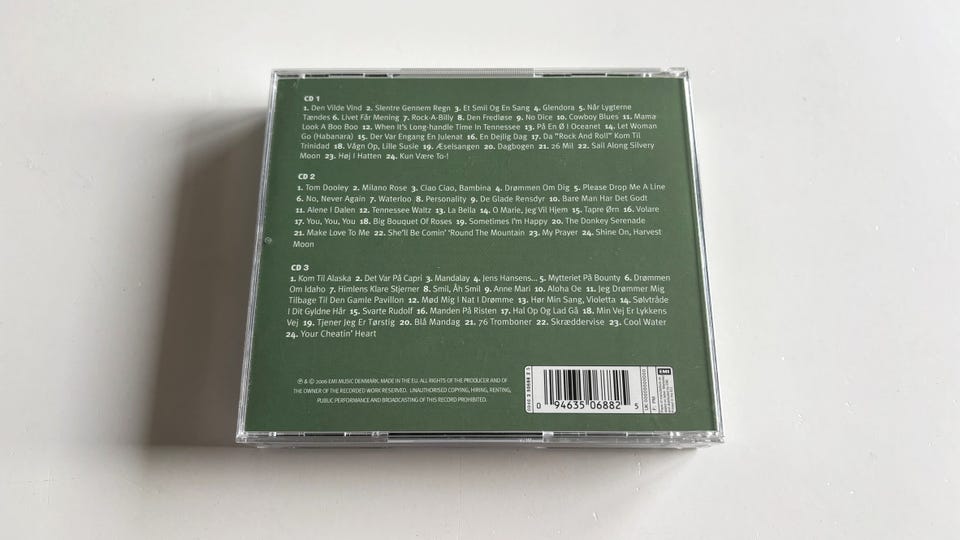 CD 1
1. Den Vilde Vind 2. Slentre Gennem Regn 3. Et Smil Og En Sang 4. Glendora 5. Når Lygterne
Tændes 6. Livet Får Mening 7. Rock-A-Billy 8. Den Fredløse 9. No Dice 10. Cowboy Blues 11. Mama
Look A Boo Boo 12. When It's Long-handle Time In Tennessee 13. På En Ø I Oceanet 14. Let Woman
Go (Habanara) 15. Der Var Engang En Julenat 16. En Dejlig Dag 17. Da "Rock And Roll" Kom Til
Trinidad 18. Vågn Op, Lille Susie 19. Æselsangen 20. Dagbogen 21. 26 Mil 22. Sail Along Silvery
Moon 23. Høj I Hatten 24. Kun Være To-!
CD 2
1. Tom Dooley 2. Milano Rose 3. Ciao Ciao, Bambina 4. Drømmen Om Dig 5. Please Drop Me A Line
6. No, Never Again 7. Waterloo 8. Personality 9. De Glade Rensdyr 10. Bare Man Har Det Godt
11. Alene I Dalen 12. Tennessee Waltz 13. La Bella 14. O Marie, Jeg Vil Hjem 15. Tapre Ørn 16. Volare
17. You, You, You 18. Big Bouquet Of Roses 19. Sometimes I'm Happy 20. The Donkey Serenade
21. Make Love To Me 22. She'll Be Comin' 'Round The Mountain 23. My Prayer 24. Shine On, Harvest
Moon
CD 3
1. Kom Til Alaska 2. Det Var På Capri 3. Mandalay 4. Jens Hansens... 5. Mytteriet På Bounty 6. Drømmen
Om Idaho 7. Himlens Klare Stjerner 8. Smil, Åh Smil 9. Anne Mari 10. Aloha Oe 11. Jeg Drømmer Mig
Tilbage Til Den Gamle Pavillon 12. Mød Mig I Nat I Drømme 13. Hør Min Sang, Violetta 14. Sølvtråde
I Dit Gyldne Hår 15. Svarte Rudolf 16. Manden På Risten 17. Hal Op Og Lad Gå 18. Min Vej Er Lykkens
Vej 19. Tjener Jeg Er Tørstig 20. Blå Mandag 21. 76 Tromboner 22. Skræddervise 23. Cool Water
24. Your Cheatin' Heart
℗ & © 2006 EMI MUSIC DENMARK. MADE IN THE EU. ALL RIGHTS OF THE PRODUCER AND OF
THE OWNER OF THE RECORDED WORK RESERVED. UNAUTHORISED COPYING, HIRING, RENTING,
PUBLIC PERFORMANCE AND BROADCASTING OF THIS RECORD PROHIBITED.
0 94635 06882 5
EMI